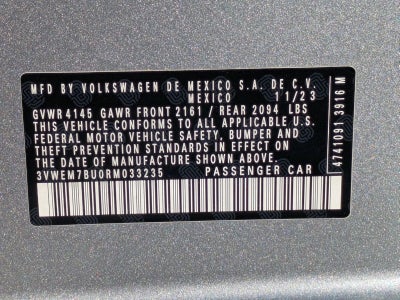 MFD BY VOLKSWAGEN DE MEXICO S.A. DE C.V.
MEXICO 11/23
GVWR4145 GAWR FRONT 2161 / REAR 2094 LBS
THIS VEHICLE CONFORMS TO ALL APPLICABLE U.S.
FEDERAL MOTOR VEHICLE SAFETY, BUMPER AND
THEFT PREVENTION STANDARDS IN EFFECT ON
THE DATE OF MANUFACTURE SHOWN ABOVE.
3VWEM7BU0RM033235 PASSENGER CAR
4741091 3916 M